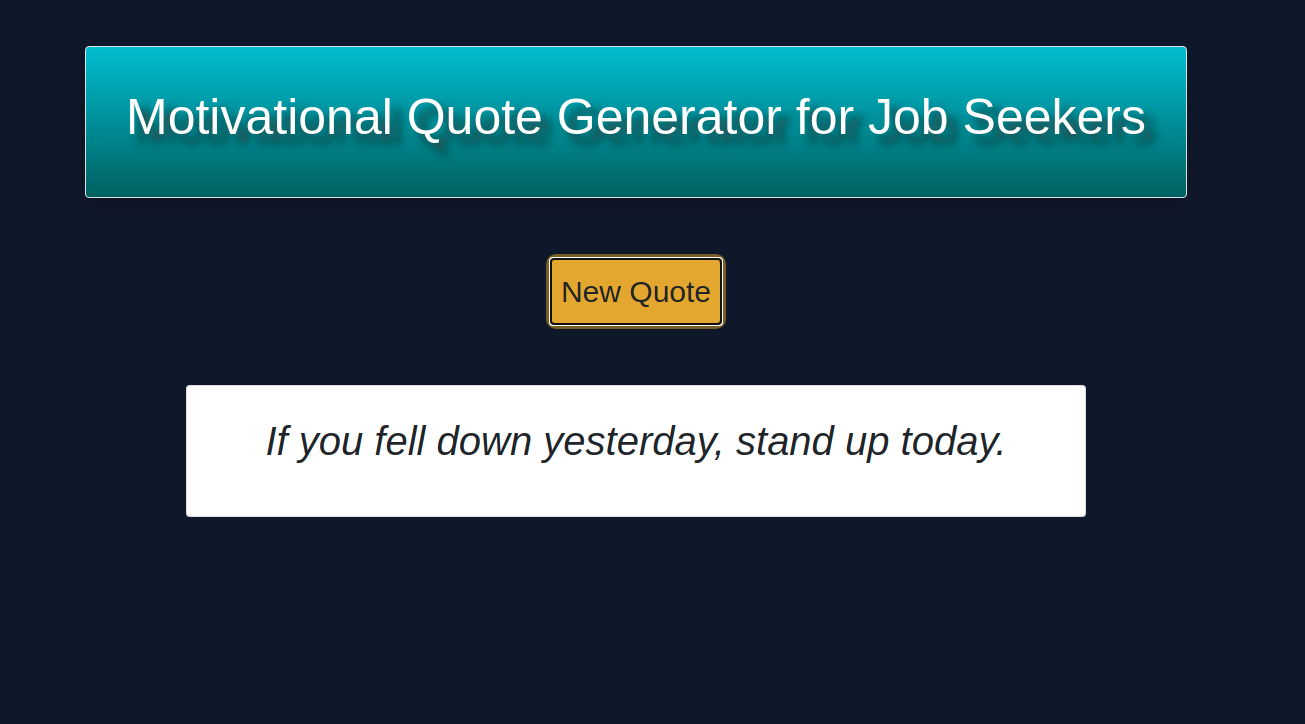 Motivational Quote Generator for Job Seekers
New Quote
If you fell down yesterday, stand up today.